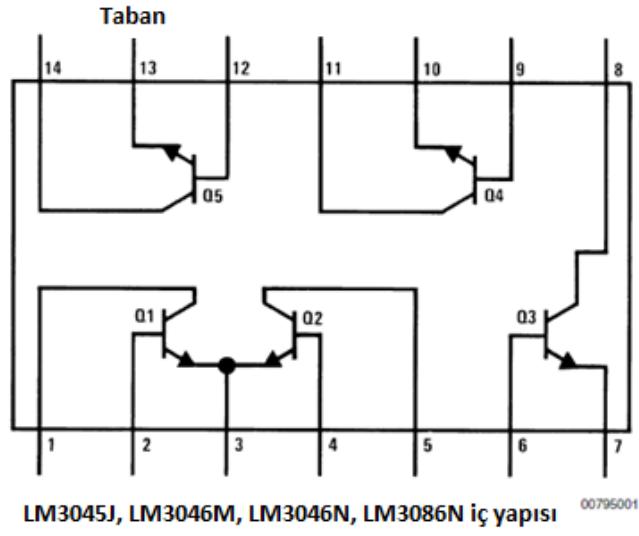 Taban
14 13 12 11 10 9 8
Q5 Q4
Q1 Q2 Q3
1 2 3 4 5 6 7
LM3045J, LM3046M, LM3046N, LM3086N iç yapısı
00795001